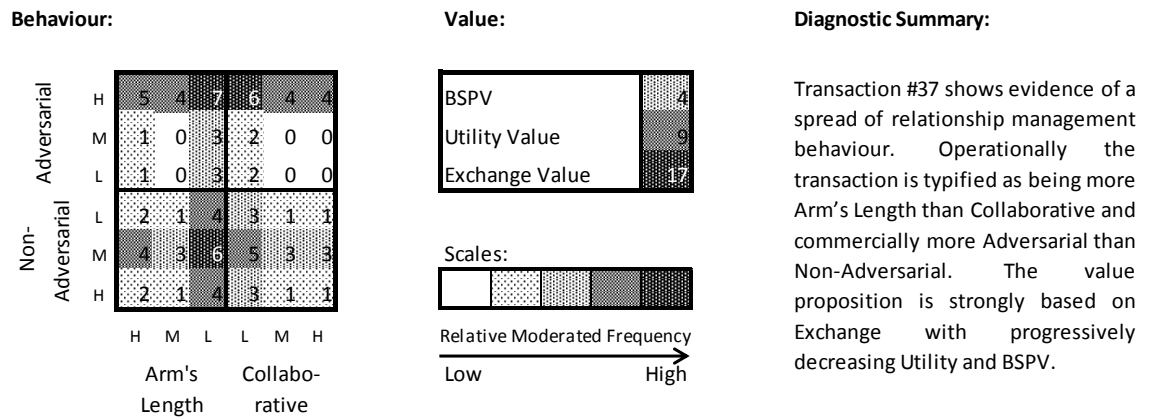 Behaviour:
Value:
Diagnostic Summary:
Adversarial
Non-
Adversarial
H 5 4 7 6 4 4
M 1 0 3 2 0 0
L 1 0 3 2 0 0
L 2 1 4 3 1 1
M 4 3 6 5 3 3
H 2 1 4 3 1 1
H M L L M H
Arm's
Length
Collabo-
rative
BSPV 4
Utility Value 9
Exchange Value 17
Scales:
Relative Moderated Frequency
Low High
Transaction #37 shows evidence of a
spread of relationship management
behaviour. Operationally the
transaction is typified as being more
Arm's Length than Collaborative and
commercially more Adversarial than
Non-Adversarial. The value
proposition is strongly based on
Exchange with progressively
decreasing Utility and BSPV.